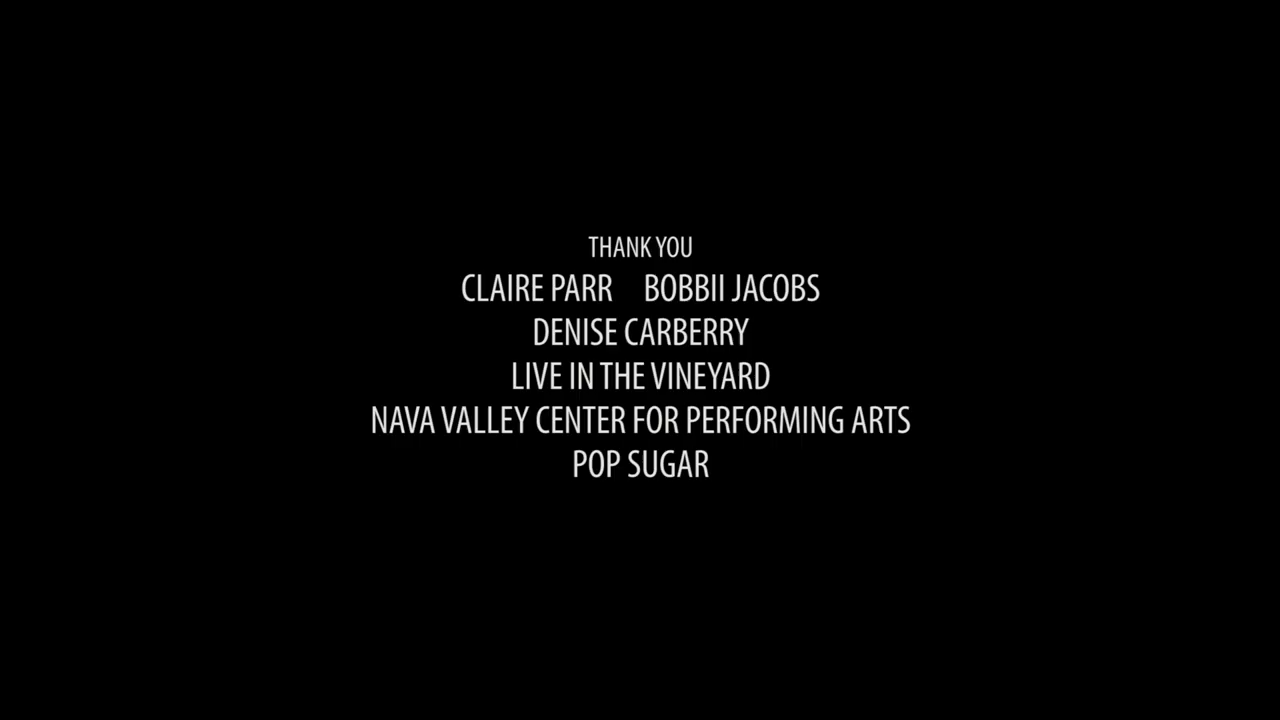 THANK YOU
CLAIRE PARR BOBBII JACOBS
DENISE CARBERRY
LIVE IN THE VINEYARD
NAVA VALLEY CENTER FOR PERFORMING ARTS
POP SUGAR